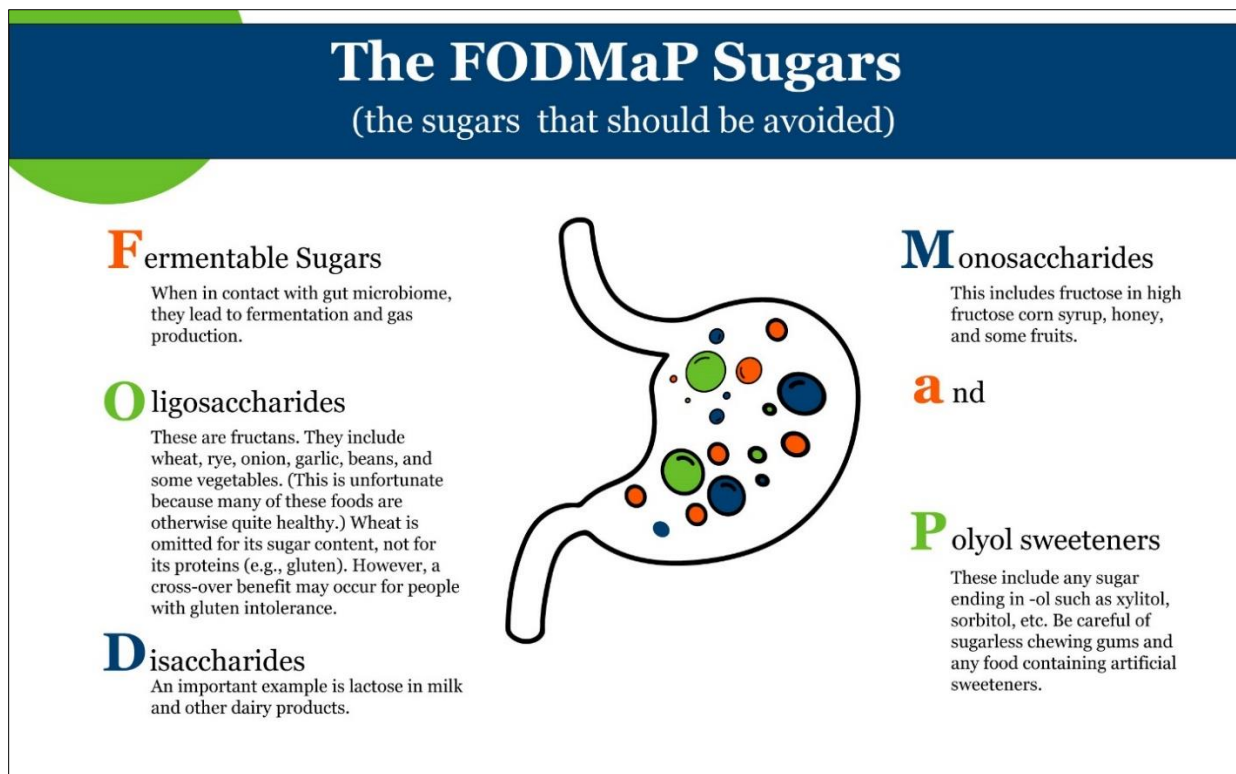 The FODMaP Sugars
(the sugars that should be avoided)
Fermentable Sugars
When in contact with gut microbiome,
they lead to fermentation and gas
production.
Oligosaccharides
These are fructans. They include
wheat, rye, onion, garlic, beans, and
some vegetables. (This is unfortunate
because many of these foods are
otherwise quite healthy.) Wheat is
omitted for its sugar content, not for
its proteins (e.g., gluten). However, a
cross-over benefit may occur for people
with gluten intolerance.
Disaccharides
An important example is lactose in milk
and other dairy products.
Monosaccharides
This includes fructose in high
fructose corn syrup, honey,
and some fruits.
and
Polyol sweeteners
These include any sugar
ending in -ol such as xylitol,
sorbitol, etc. Be careful of
sugarless chewing gums and
any food containing artificial
sweeteners.